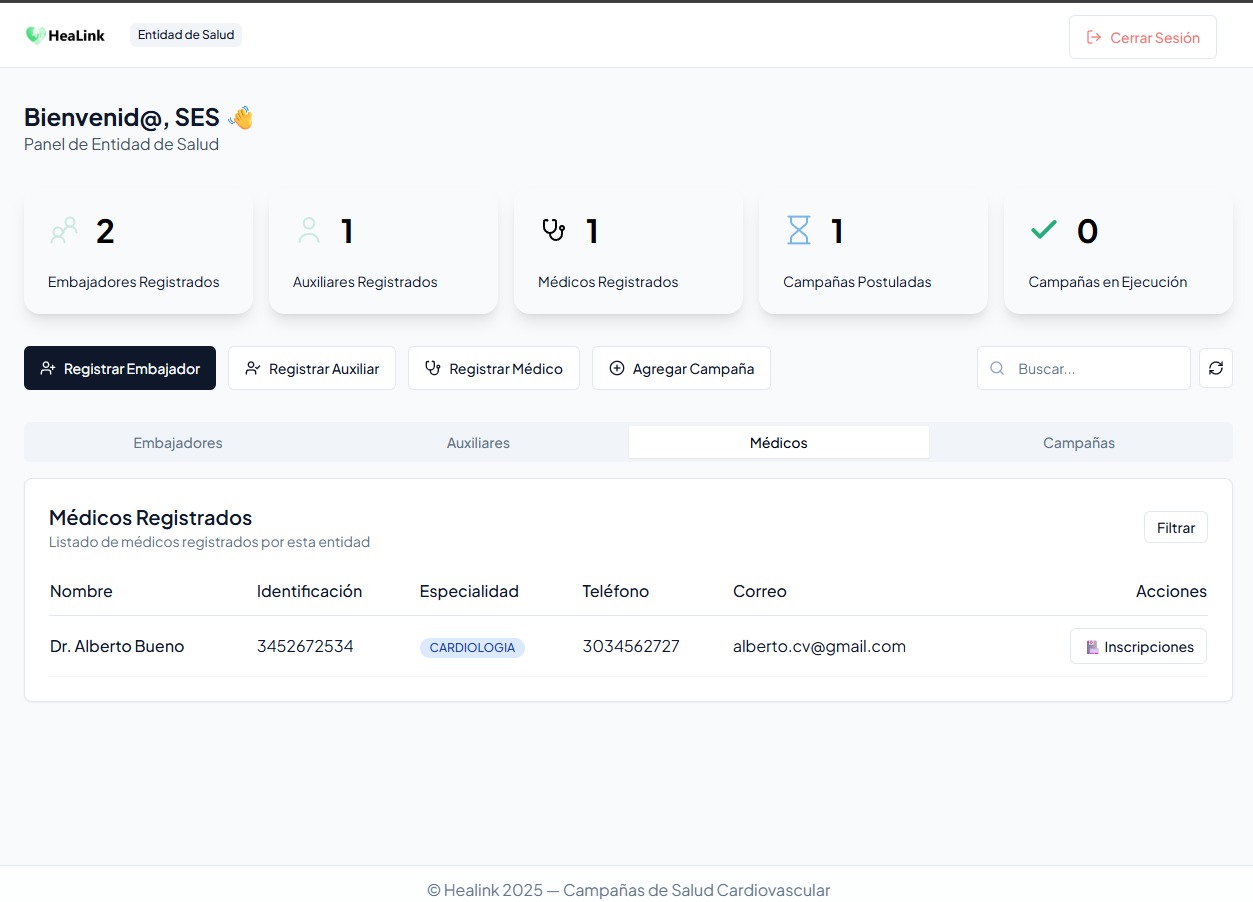 HeaLink Entidad de Salud Cerrar Sesión
Bienvenid@, SES 👋
Panel de Entidad de Salud
2 1 1 1 0
Embajadores Registrados Auxiliares Registrados Médicos Registrados Campañas Postuladas Campañas en Ejecución
Registrar Embajador Registrar Auxiliar Registrar Médico Agregar Campaña Buscar...
Embajadores Auxiliares Médicos Campañas
Médicos Registrados
Filtrar
Listado de médicos registrados por esta entidad
Nombre Identificación Especialidad Teléfono Correo Acciones
Dr. Alberto Bueno 3452672534 CARDIOLOGIA 3034562727 alberto.cv@gmail.com Inscripciones
© Healink 2025 — Campañas de Salud Cardiovascular